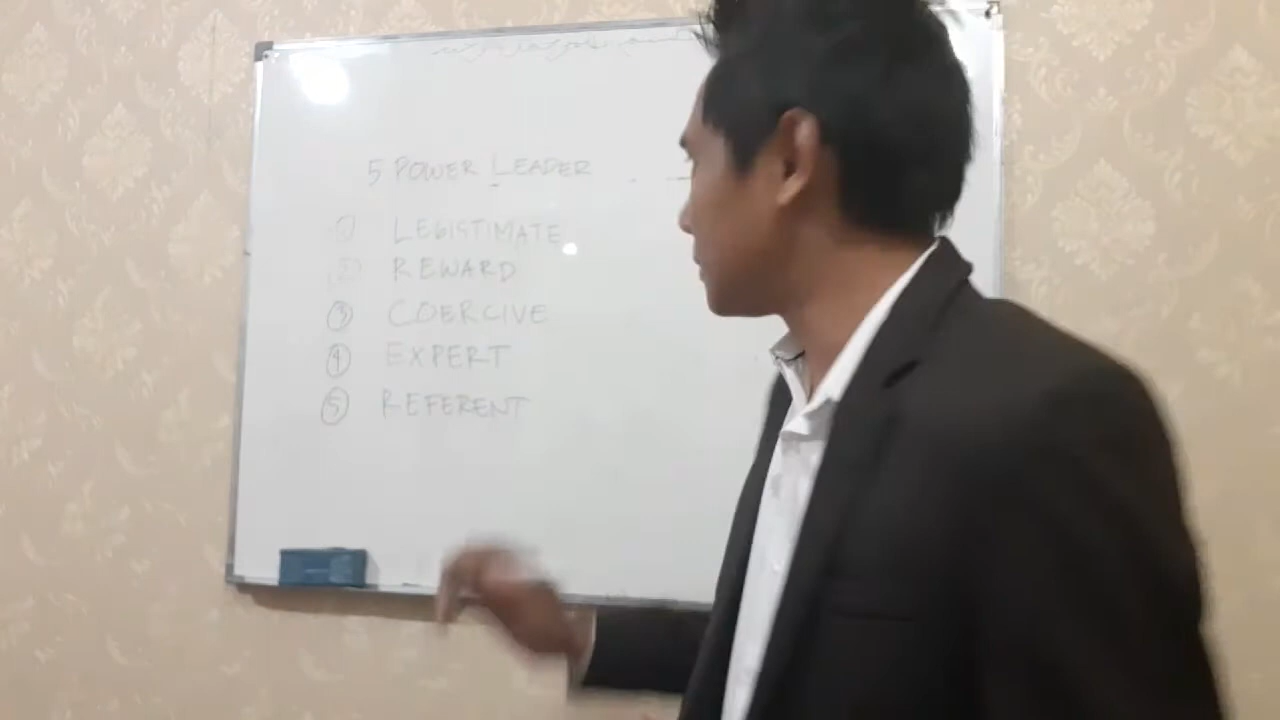 5 POWER LEADER
① LEGISTIMATE
② REWARD
③ COERCIVE
④ EXPERT
⑤ REFERENT